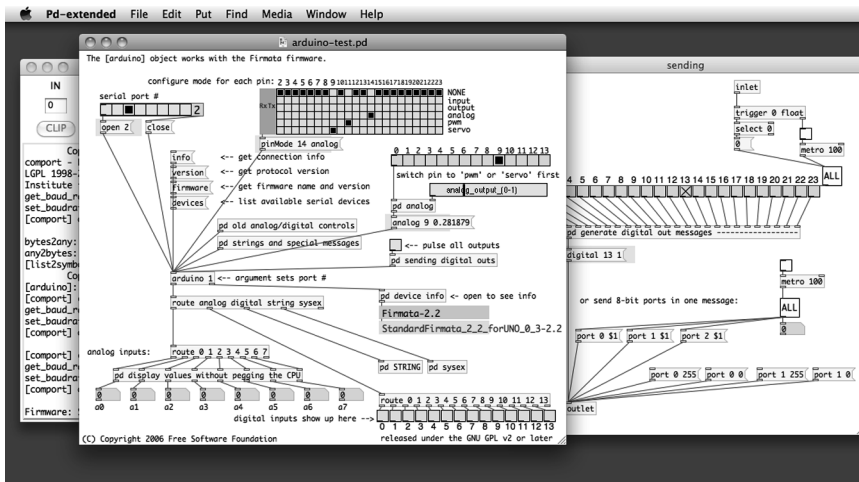 Pd-extended File Edit Put Find Media Window Help
arduino-test.pd
The [arduino] object works with the Firmata firmware.
configure mode for each pin: 2 3 4 5 6 7 8 9 10 11 12 13 14 15 16 17 18 19 20 21 22 23
serial port #
2
open 2
close
RxTx
NONE
input
output
analog
pwm
servo
pinMode 14 analog
info <-- get connection info
version <-- get protocol version
firmware <-- get firmware name and version
devices <-- list available serial devices
0 1 2 3 4 5 6 7 8 9 10 11 12 13
switch pin to 'pwm' or 'servo' first
analog_output_(0-1)
pd analog
analog 9 0.281879
pd old analog/digital controls
pd strings and special messages
<-- pulse all outputs
pd sending digital outs
arduino 1 <-- argument sets port #
route analog digital string sysex
pd device info <- open to see info
Firmata-2.2
StandardFirmata_2_2_forUNO_0_3-2.2
analog inputs:
route 0 1 2 3 4 5 6 7
pd display values without pegging the CPU
pd STRING
pd sysex
0 0 0 0 0 0 0 0
a0 a1 a2 a3 a4 a5 a6 a7
route 0 1 2 3 4 5 6 7 8 9 10 11 12 13
digital inputs show up here -->
0 1 2 3 4 5 6 7 8 9 10 11 12 13
(C) Copyright 2006 Free Software Foundation
released under the GNU GPL v2 or later
IN
0
CLIP
comport -
LGPL 1998-
Institute
get_baud_r
set_baudra
[comport]
bytes2any:
any2bytes:
[list2symb
[arduino]:
[comport]
get_baud_r
set_baudra
[comport]
[comport]
get_baud_r
set_baudra
[comport]
Firmware:
sending
inlet
trigger 0 float
select 0
0
metro 100
ALL
4 5 6 7 8 9 10 11 12 13 14 15 16 17 18 19 20 21 22 23
pd generate digital out messages
digital 13 1
metro 100
or send 8-bit ports in one message:
ALL
0
port 0 $1
port 1 $1
port 2 $1
port 0 255
port 0 0
port 1 255
port 1 0
outlet